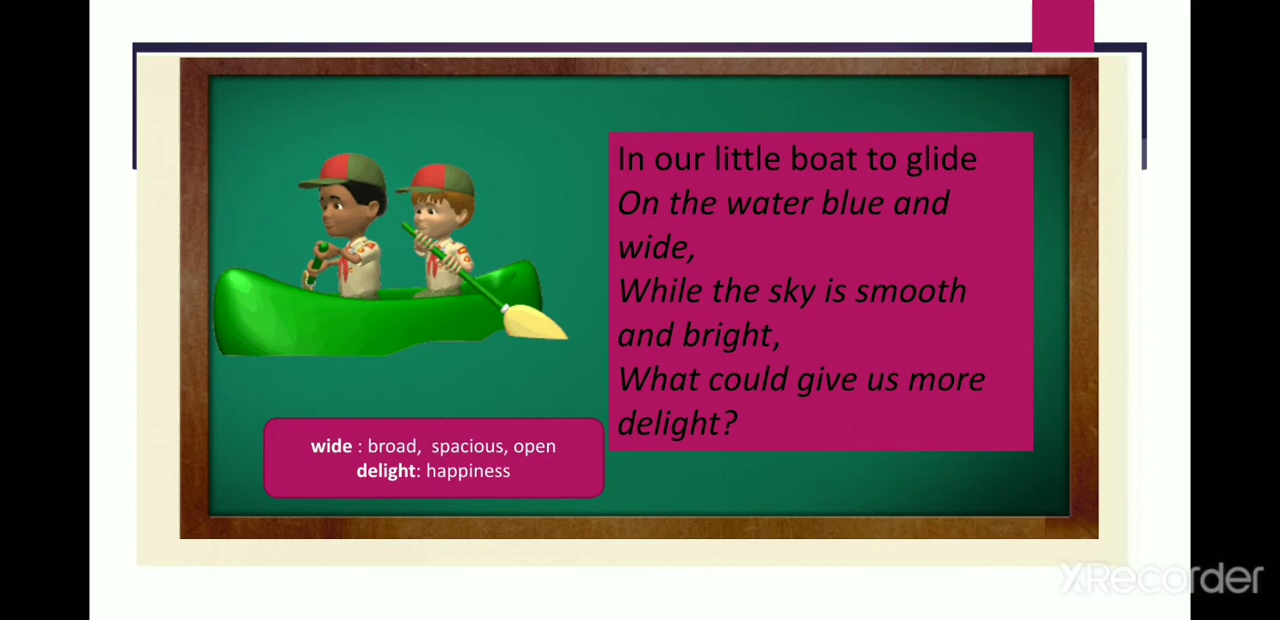 In our little boat to glide
On the water blue and
wide,
While the sky is smooth
and bright,
What could give us more
delight?
wide : broad, spacious, open
delight: happiness
XRecorder